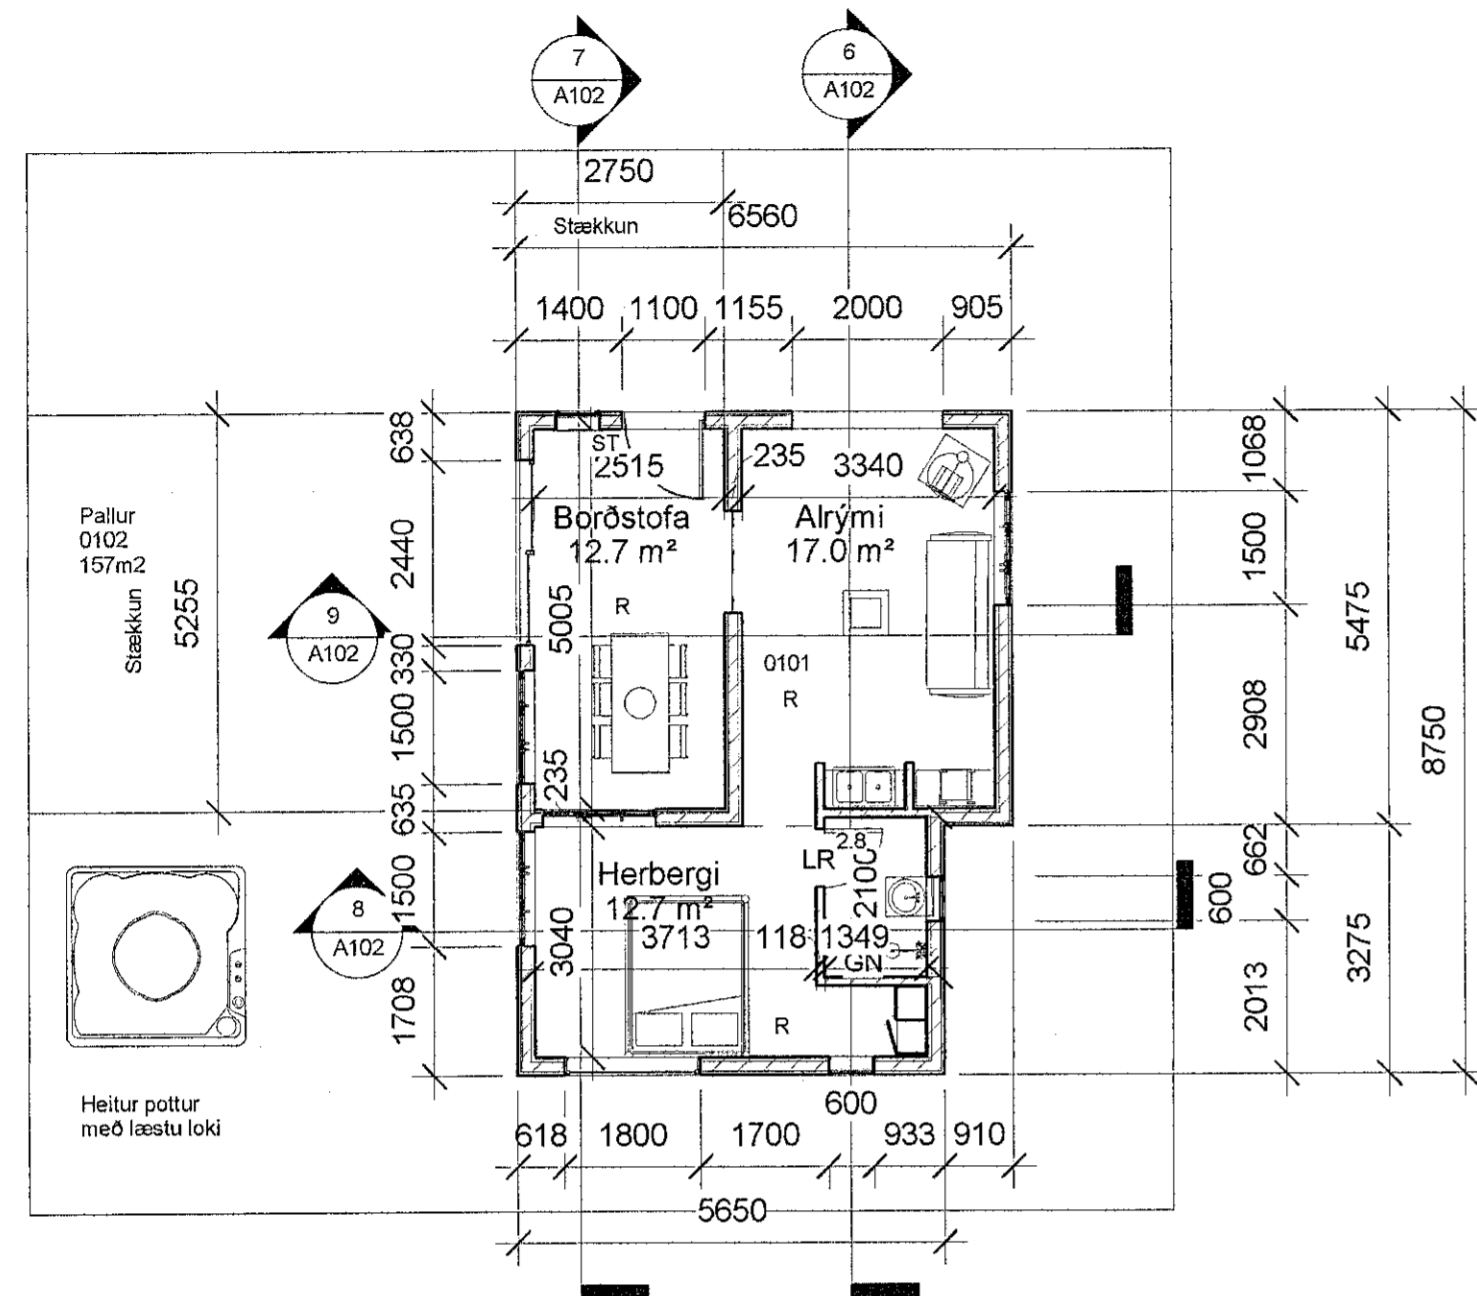 7
A102
6
A102
2750
6560
Stækkun
1400 1100 1155 2000 905
638
2440
330
1500
635
1500
1708
ST
2515
235
3340
Borðstofa
12.7 m²
Alrými
17.0 m²
Pallur
0102
157m2
Stækkun
5255
9
A102
R
5005
0101
R
235
1068
1500
2908
5475
8750
662
600
2013
3275
2.8
LR
2100
Herbergi
12.7 m²
3713
118
1349
GN
3040
R
8
A102
Heitur pottur
með læstu loki
600
618 1800 1700 933 910
5650